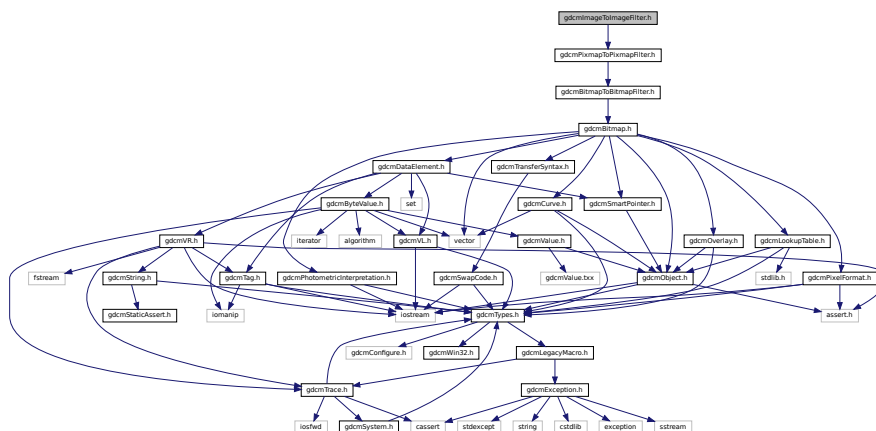 gdcmImageToImageFilter.h
gdcmPixmapToPixmapFilter.h
gdcmBitmapToBitmapFilter.h
gdcmBitmap.h
gdcmDataElement.h
gdcmTransferSyntax.h
gdcmByteValue.h
set
gdcmCurve.h
gdcmSmartPointer.h
gdcmVR.h
iterator
algorithm
gdcmVL.h
vector
gdcmValue.h
gdcmOverlay.h
gdcmLookupTable.h
fstream
gdcmString.h
gdcmTag.h
gdcmPhotometricInterpretation.h
gdcmSwapCode.h
gdcmValue.txx
gdcmObject.h
stdlib.h
gdcmPixelFormat.h
gdcmStaticAssert.h
iomanip
iostream
gdcmTypes.h
assert.h
gdcmConfigure.h
gdcmWin32.h
gdcmLegacyMacro.h
gdcmTrace.h
gdcmException.h
iosfwd
gdcmSystem.h
cassert
stdexcept
string
cstdlib
exception
sstream